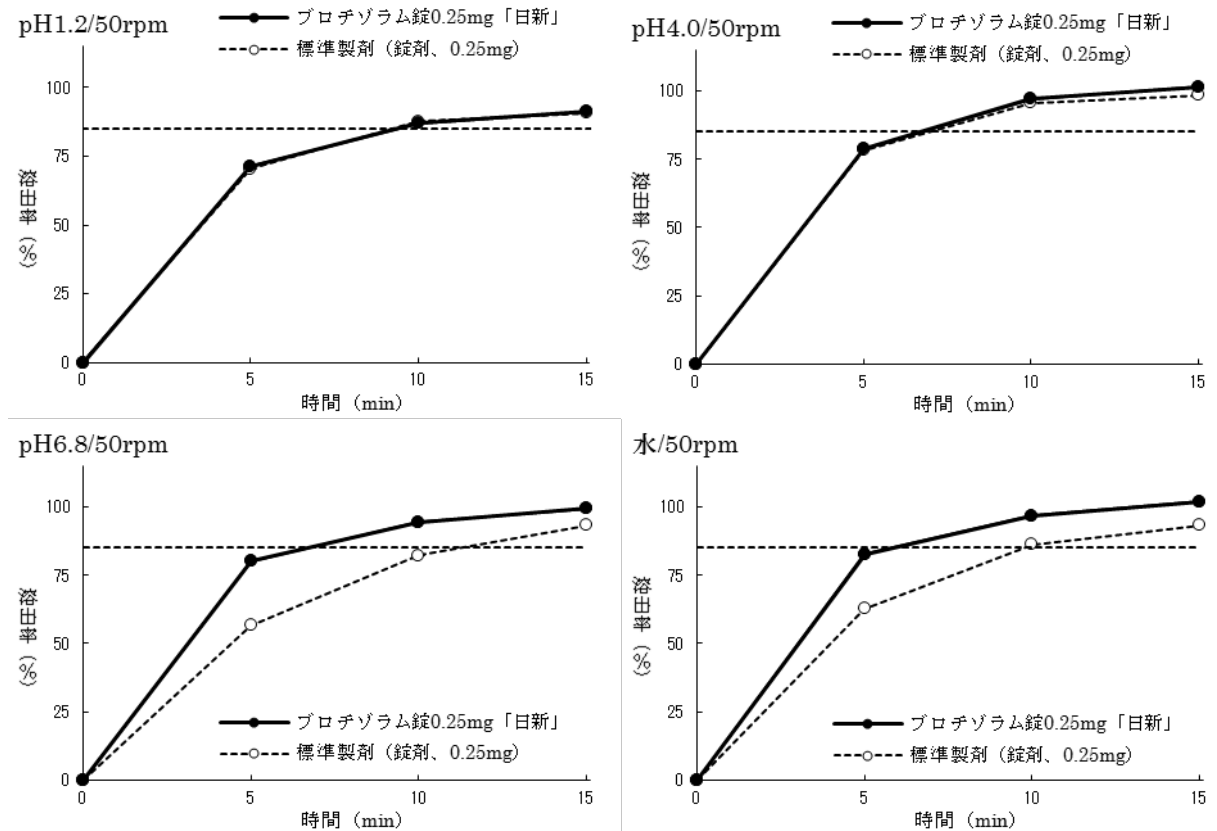 pH1.2/50rpm
ブロチゾラム錠0.25mg「日新」
標準製剤（錠剤、0.25mg)
100
75
50
25
0
溶出率（%）
0 5 10 15
時間（min）
pH4.0/50rpm
ブロチゾラム錠0.25mg「日新」
標準製剤（錠剤、0.25mg)
100
75
50
25
0
溶出率（%）
0 5 10 15
時間（min）
pH6.8/50rpm
100
75
50
25
0
溶出率（%）
ブロチゾラム錠0.25mg「日新」
標準製剤（錠剤、0.25mg)
0 5 10 15
時間（min）
水/50rpm
100
75
50
25
0
溶出率（%）
ブロチゾラム錠0.25mg「日新」
標準製剤（錠剤、0.25mg)
0 5 10 15
時間（min）